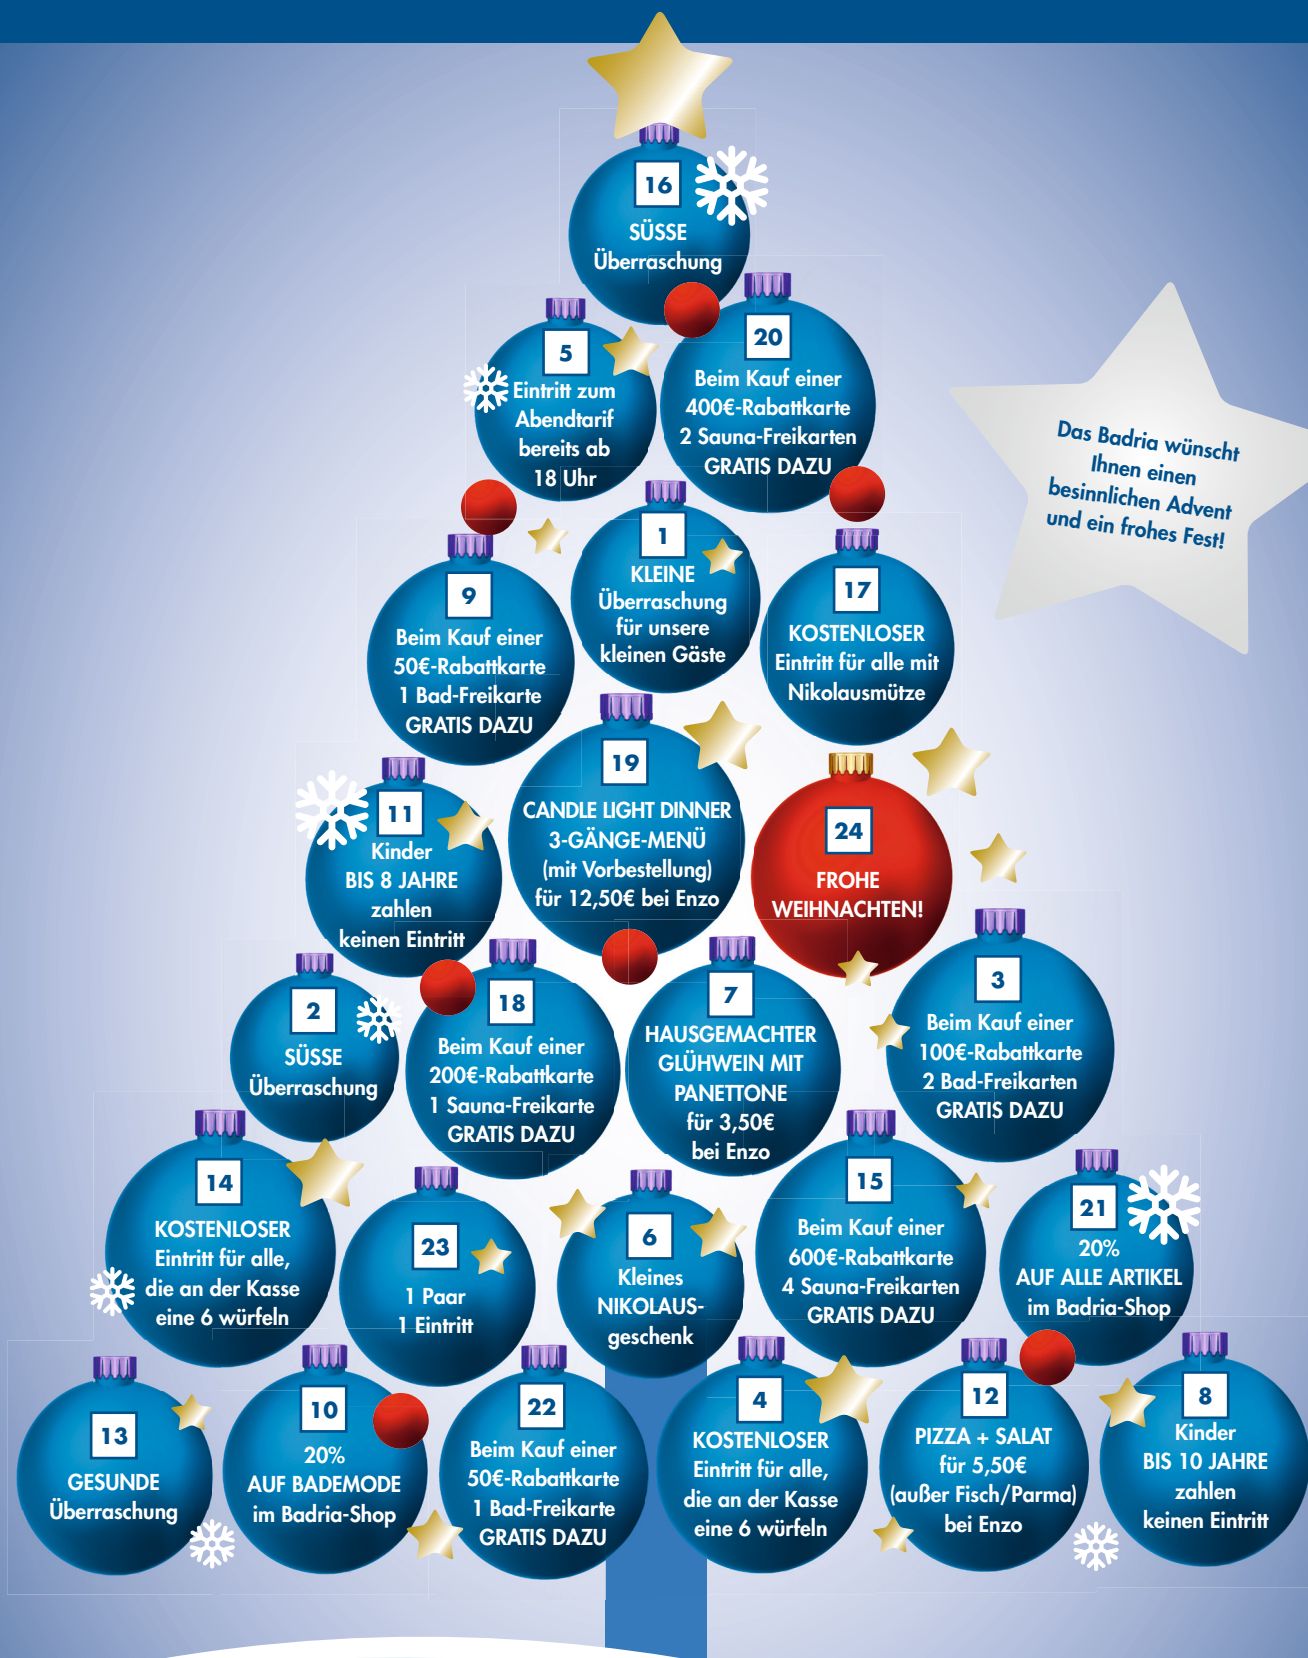 16
SÜSSE
Überraschung
5
Eintritt zum
Abendtarif
bereits ab
18 Uhr
20
Beim Kauf einer
400€-Rabattkarte
2 Sauna-Freikarten
GRATIS DAZU
Das Badria wünscht
Ihnen einen
besinnlichen Advent
und ein frohes Fest!
9
Beim Kauf einer
50€-Rabattkarte
1 Bad-Freikarte
GRATIS DAZU
1
KLEINE
Überraschung
für unsere
kleinen Gäste
17
KOSTENLOSER
Eintritt für alle mit
Nikolausmütze
11
Kinder
BIS 8 JAHRE
zahlen
keinen Eintritt
19
CANDLE LIGHT DINNER
3-GÄNGE-MENÜ
(mit Vorbestellung)
für 12,50€ bei Enzo
24
FROHE
WEIHNACHTEN!
2
SÜSSE
Überraschung
18
Beim Kauf einer
200€-Rabattkarte
1 Sauna-Freikarte
GRATIS DAZU
7
HAUSGEMACHTER
GLÜHWEIN MIT
PANETTONE
für 3,50€
bei Enzo
3
Beim Kauf einer
100€-Rabattkarte
2 Bad-Freikarten
GRATIS DAZU
14
KOSTENLOSER
Eintritt für alle,
die an der Kasse
eine 6 würfeln
23
1 Paar
1 Eintritt
6
Kleines
NIKOLAUS-
geschenk
15
Beim Kauf einer
600€-Rabattkarte
4 Sauna-Freikarten
GRATIS DAZU
21
20%
AUF ALLE ARTIKEL
im Badria-Shop
13
GESUNDE
Überraschung
10
20%
AUF BADEMODE
im Badria-Shop
22
Beim Kauf einer
50€-Rabattkarte
1 Bad-Freikarte
GRATIS DAZU
4
KOSTENLOSER
Eintritt für alle,
die an der Kasse
eine 6 würfeln
12
PIZZA + SALAT
für 5,50€
(außer Fisch/Parma)
bei Enzo
8
Kinder
BIS 10 JAHRE
zahlen
keinen Eintritt